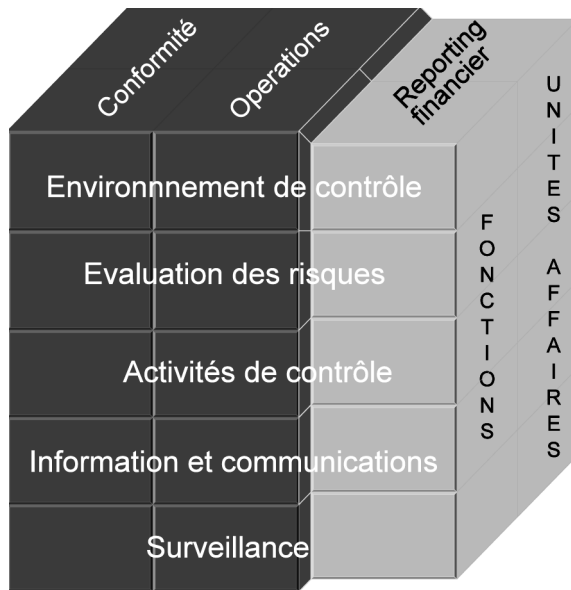 Conformité
Operations
Reporting
financier
Environnnement de contrôle
Evaluation des risques
Activités de contrôle
Information et communications
Surveillance
FONCTIONS
UNITES AFFAIRES